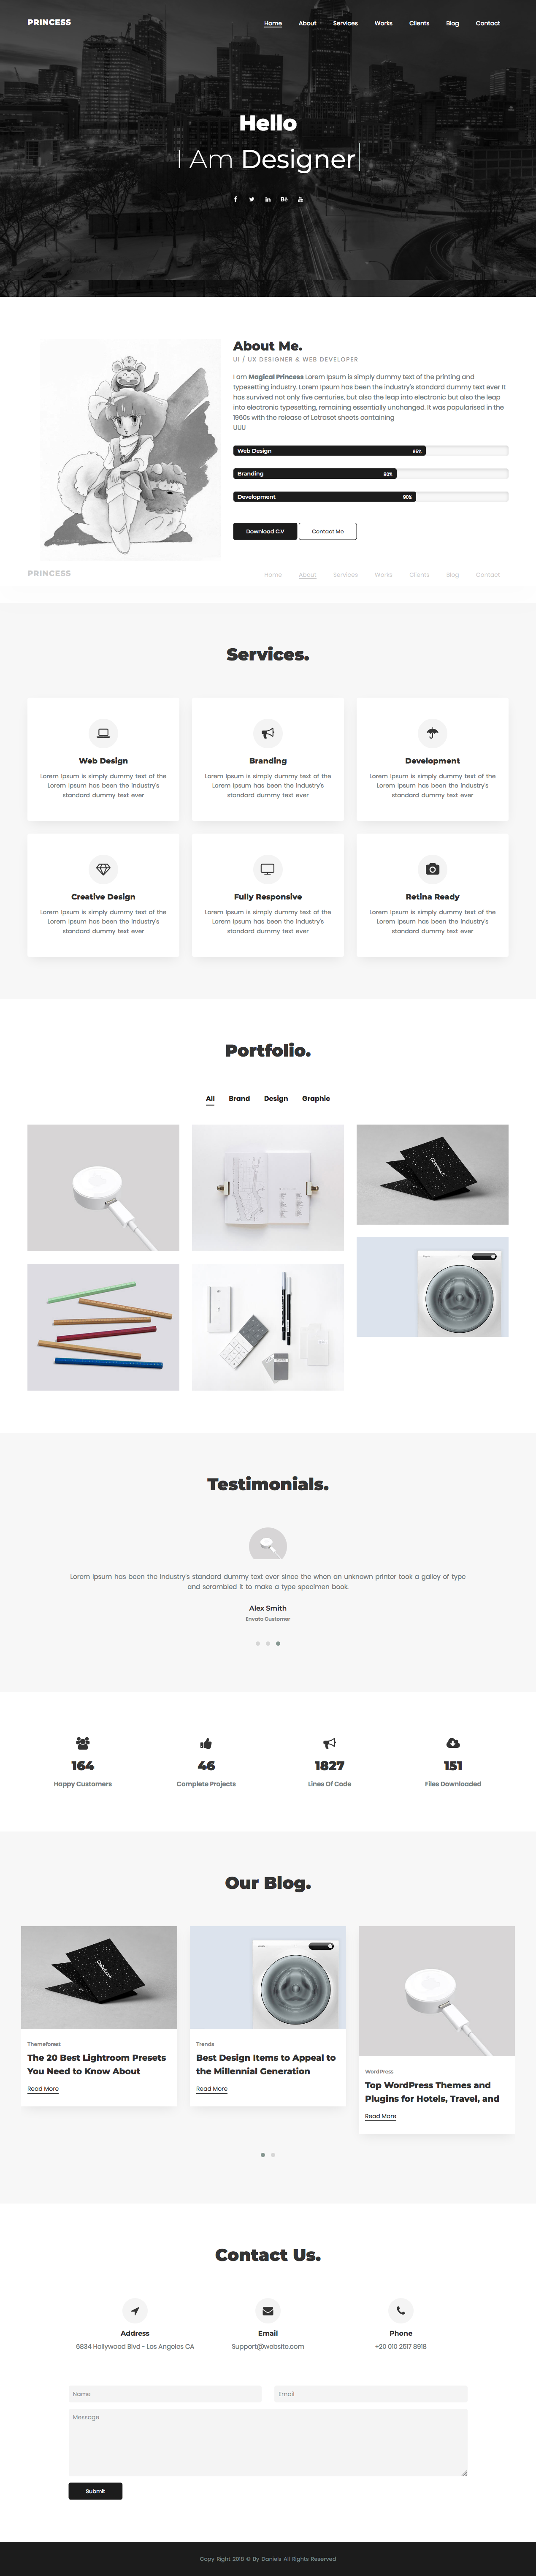 PRINCESS
Home About Services Works Clients Blog Contact
Hello
I Am Designer
Bē
About Me.
UI / UX DESIGNER & WEB DEVELOPER
I am Magical Princess Lorem Ipsum is simply dummy text of the printing and
typesetting industry. Lorem Ipsum has been the industry's standard dummy text ever It
has survived not only five centuries, but also the leap into electronic but also the leap
into electronic typesetting, remaining essentially unchanged. It was popularised in the
1960s with the release of Letraset sheets containing
UUU
Web Design 95%
Branding 80%
Development 90%
Download C.V Contact Me
PRINCESS
Home About Services Works Clients Blog Contact
Services.
Web Design
Lorem Ipsum is simply dummy text of the
Lorem Ipsum has been the industry's
standard dummy text ever
Branding
Lorem Ipsum is simply dummy text of the
Lorem Ipsum has been the industry's
standard dummy text ever
Development
Lorem Ipsum is simply dummy text of the
Lorem Ipsum has been the industry's
standard dummy text ever
Creative Design
Lorem Ipsum is simply dummy text of the
Lorem Ipsum has been the industry's
standard dummy text ever
Fully Responsive
Lorem Ipsum is simply dummy text of the
Lorem Ipsum has been the industry's
standard dummy text ever
Retina Ready
Lorem Ipsum is simply dummy text of the
Lorem Ipsum has been the industry's
standard dummy text ever
Portfolio.
All Brand Design Graphic
Testimonials.
Lorem Ipsum has been the industry's standard dummy text ever since the when an unknown printer took a galley of type
and scrambled it to make a type specimen book.
Alex Smith
Envato Customer
164
Happy Customers
46
Complete Projects
1827
Lines Of Code
151
Files Downloaded
Our Blog.
Themeforest
The 20 Best Lightroom Presets
You Need to Know About
Read More
Trends
Best Design Items to Appeal to
the Millennial Generation
Read More
WordPress
Top WordPress Themes and
Plugins for Hotels, Travel, and
Read More
Contact Us.
Address
6834 Hollywood Blvd - Los Angeles CA
Email
Support@website.com
Phone
+20 010 2517 8918
Name
Email
Message
Submit
Copy Right 2018 © By Daniels All Rights Reserved